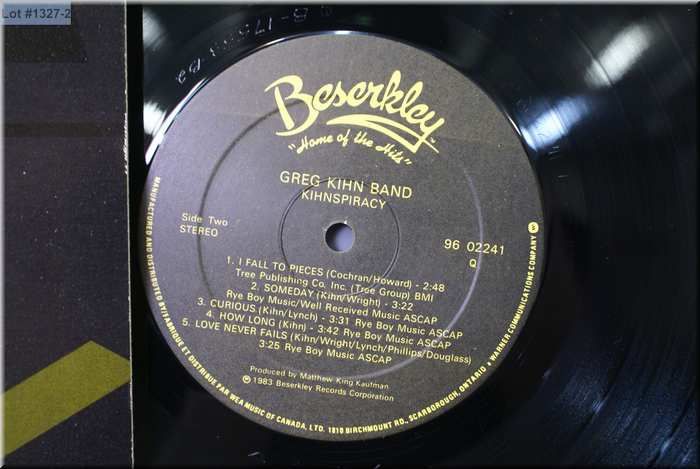 Lot #1327-2
Beserkley TM
"Home of the Hits"
GREG KIHN BAND
KIHNSPIRACY
Side Two
STEREO
96 02241
Q
1. I FALL TO PIECES (Cochran/Howard) - 2:48
Tree Publishing Co. Inc. (Tree Group) BMI
2. SOMEDAY (Kihn/Wright) - 3:22
Rye Boy Music/Well Received Music ASCAP
3. CURIOUS (Kihn/Lynch) - 3:31 Rye Boy Music ASCAP
4. HOW LONG (Kihn) - 3:42 Rye Boy Music ASCAP
5. LOVE NEVER FAILS (Kihn/Wright/Lynch/Phillips/Douglass)
3:25 Rye Boy Music ASCAP
Produced by Matthew King Kaufman
©1983 Beserkley Records Corporation
MANUFACTURED AND DISTRIBUTED BY/FABRIQUE ET DISTRIBUE PAR WEA MUSIC OF CANADA, LTD. 1810 BIRCHMOUNT RD., SCARBOROUGH, ONTARIO A WARNER COMMUNICATIONS COMPANY